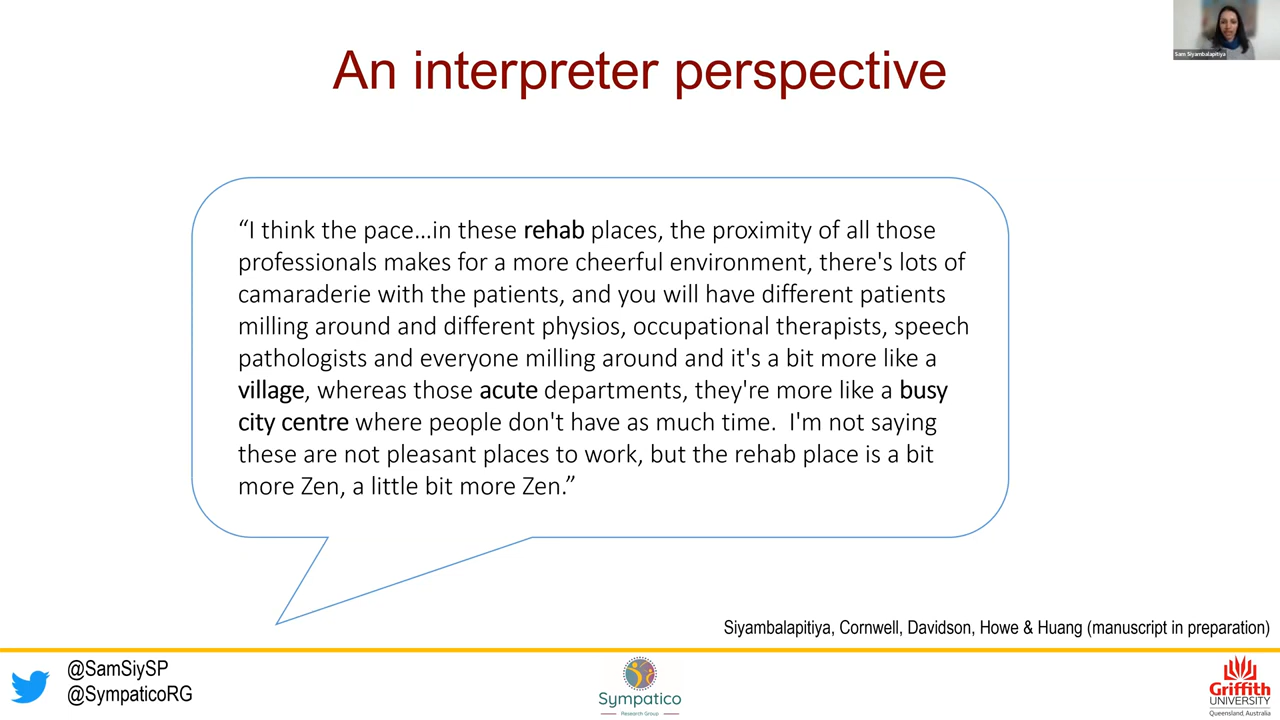 Sam Siyambalapitiya
An interpreter perspective
“I think the pace...in these rehab places, the proximity of all those
professionals makes for a more cheerful environment, there's lots of
camaraderie with the patients, and you will have different patients
milling around and different physios, occupational therapists, speech
pathologists and everyone milling around and it's a bit more like a
village, whereas those acute departments, they're more like a busy
city centre where people don't have as much time.  I'm not saying
these are not pleasant places to work, but the rehab place is a bit
more Zen, a little bit more Zen.”
Siyambalapitiya, Cornwell, Davidson, Howe & Huang (manuscript in preparation)
@SamSiySP
@SympaticoRG
Sympatico
Research Group
Griffith
UNIVERSITY
Queensland, Australia